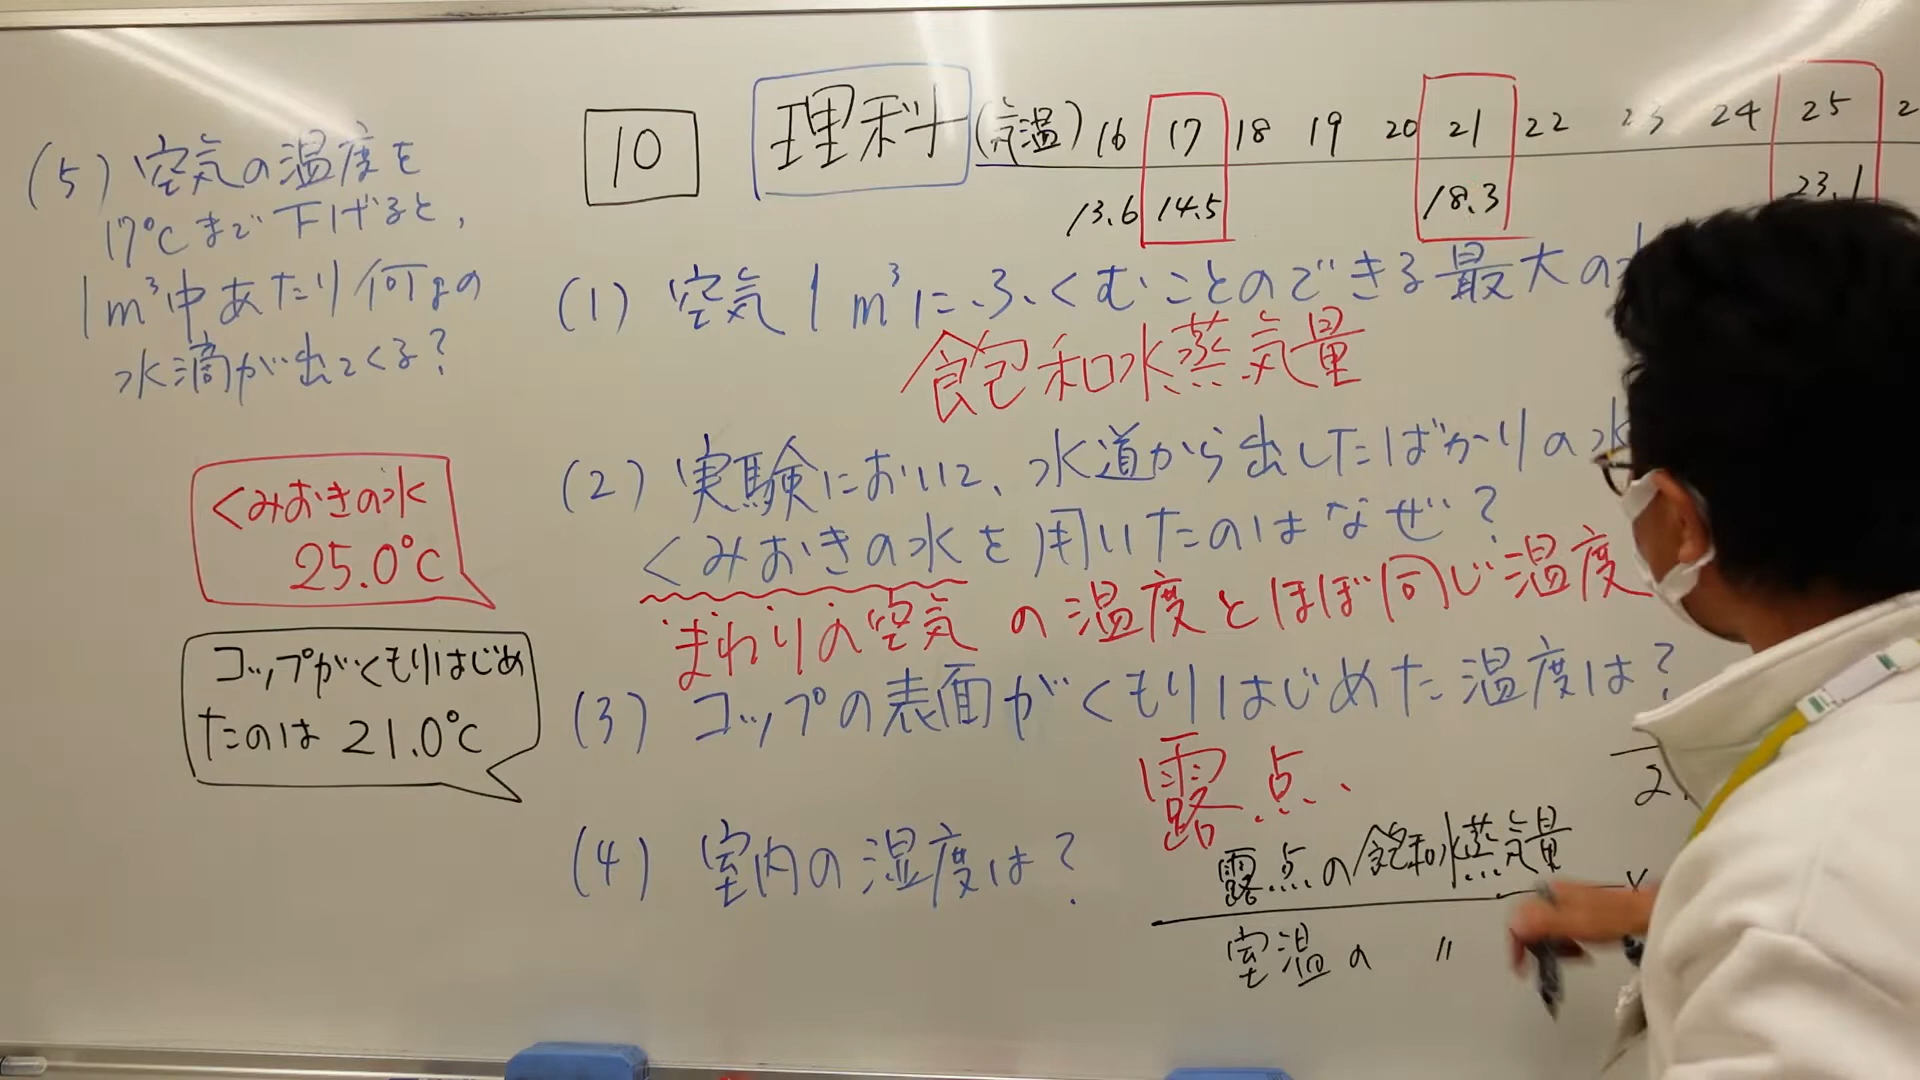 (5) 空気の温度を
17°Cまで下げると,
1m³中あたり何gの
水滴が出てくる?
くみおきの水
25.0°C
コップがくもりはじめ
たのは 21.0°C
10
理科
(気温) 16 17 18 19 20 21 22 23 24 25 2
13.6 14.5 18.3 23.1
(1) 空気 1m³にふくむことのできる最大の水
飽和水蒸気量
(2) 実験において、水道から出したばかりの水
くみおきの水を用いたのはなぜ?
まわりの空気の温度とほぼ同じ温度
(3) コップの表面がくもりはじめた温度は?
露点
(4) 室内の湿度は?
露点の飽和水蒸気量
室温の 〃